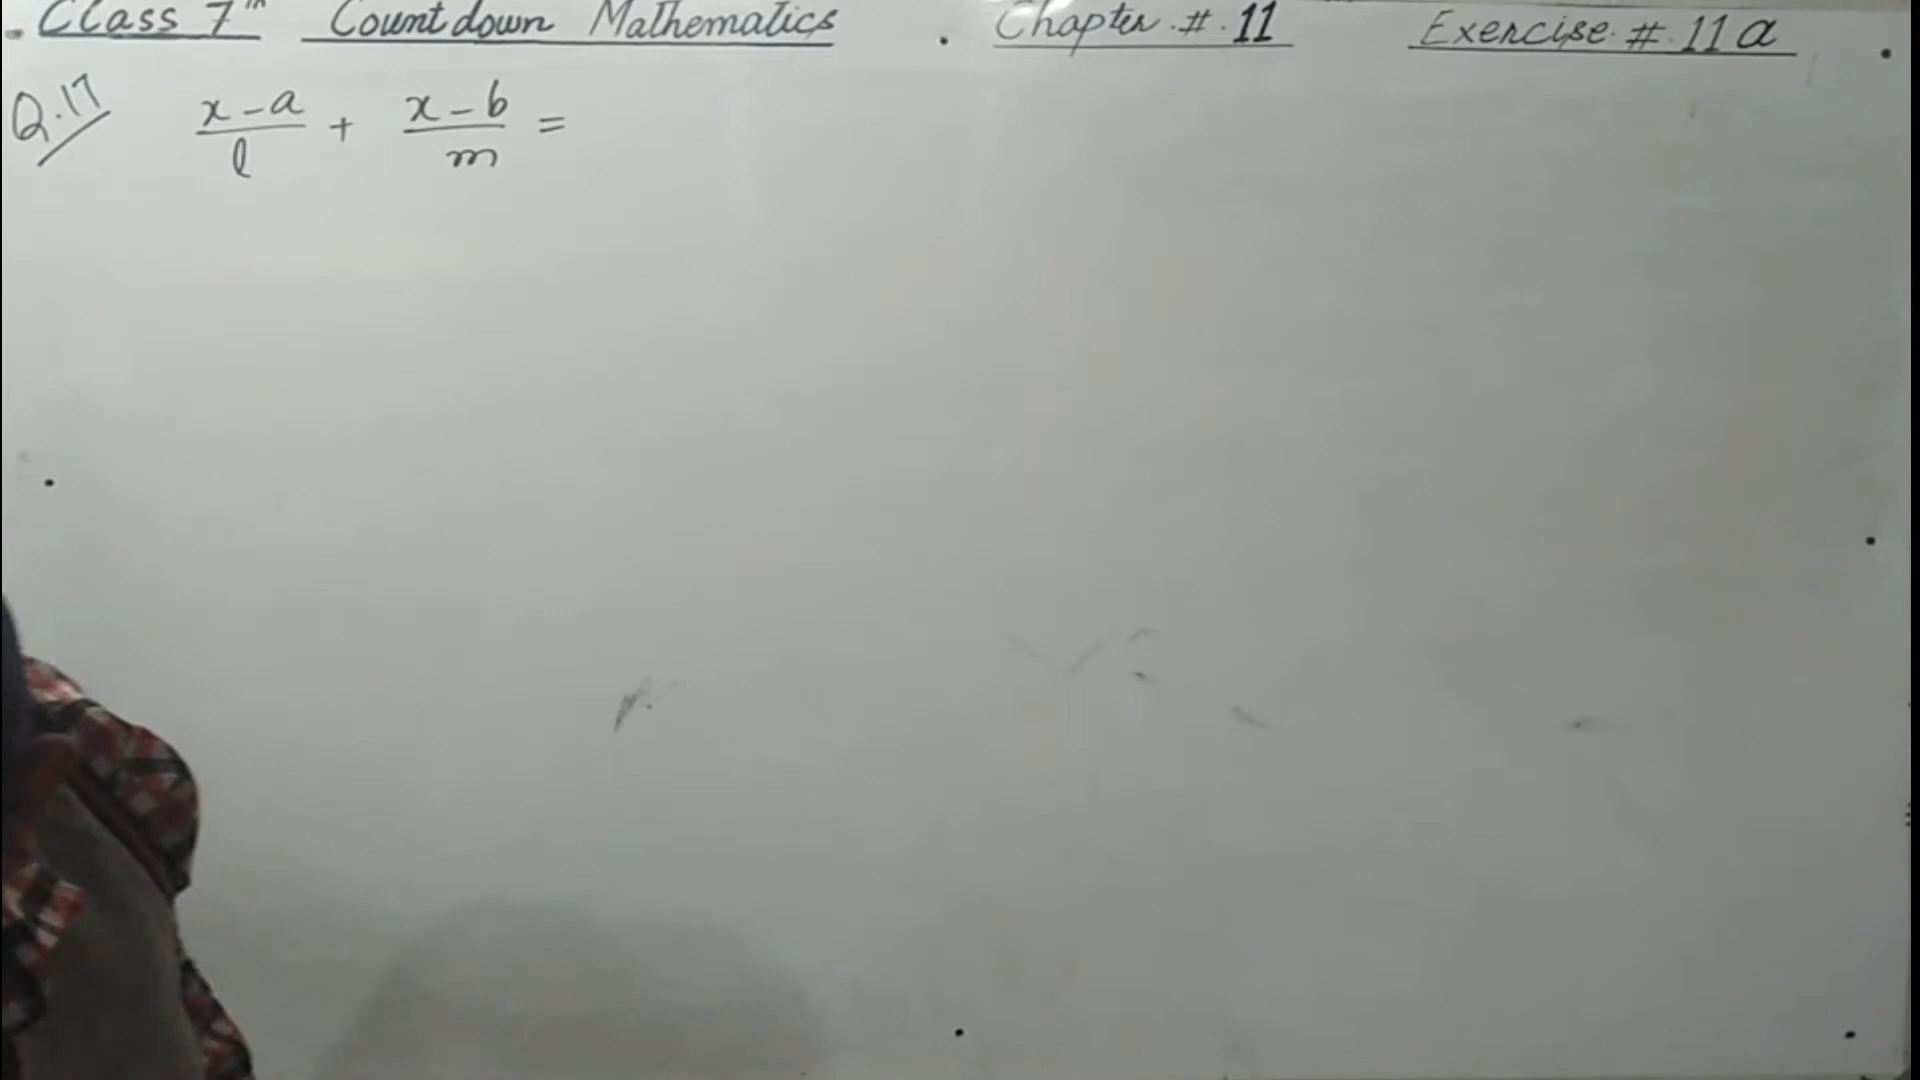 Class 7th Countdown Mathematics . Chapter # 11 Exercise # 11 a
Q.17 x-a/l + x-b/m =